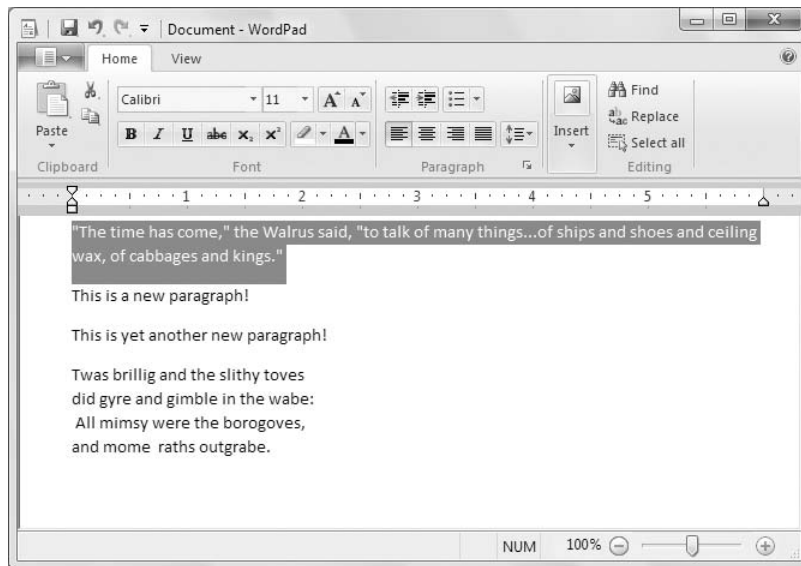 Document - WordPad
Home View
Calibri 11 A A
Find
Replace
Select all
Paste
B I U abc X₂ X² A
Insert
Clipboard Font Paragraph Editing
1 2 3 4 5
"The time has come," the Walrus said, "to talk of many things...of ships and shoes and ceiling
wax, of cabbages and kings."
This is a new paragraph!
This is yet another new paragraph!
Twas brillig and the slithy toves
did gyre and gimble in the wabe:
All mimsy were the borogoves,
and mome  raths outgrabe.
NUM 100%